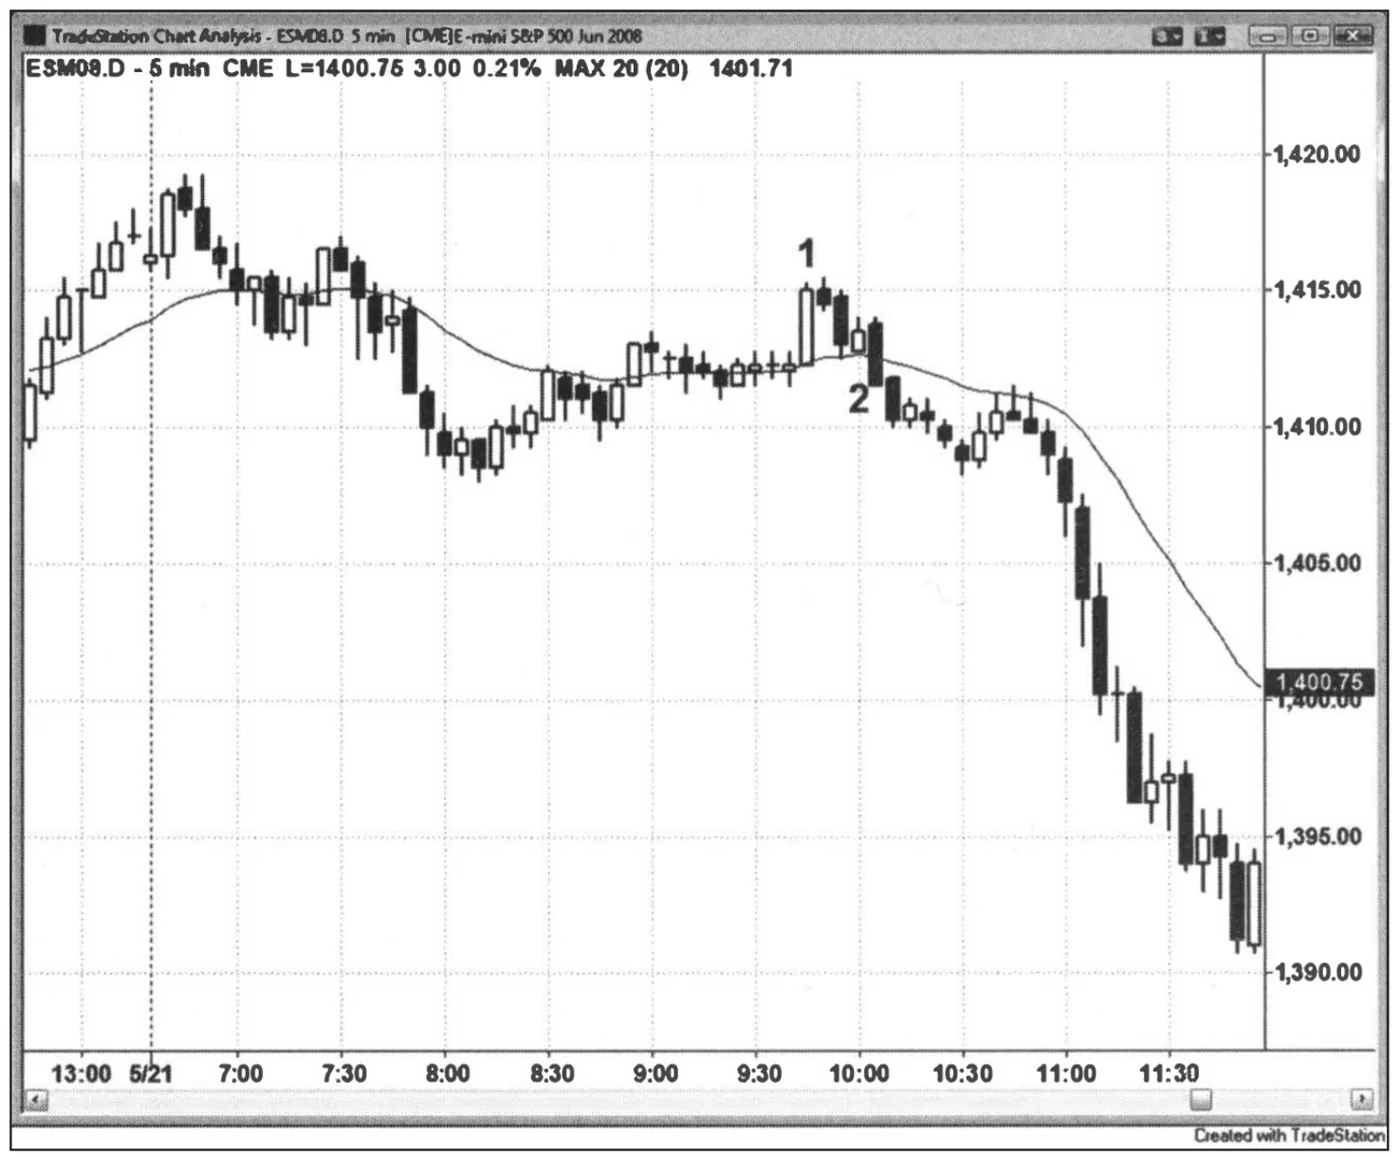 TradeStation Chart Analysis - ESM08.D 5 min [CME]E-mini S&P 500 Jun 2008
ESM08.D - 5 min CME L=1400.75 3.00 0.21% MAX 20 (20) 1401.71
1,420.00
1
1,415.00
2
1,410.00
1,405.00
1,400.75
1,400.00
1,395.00
1,390.00
13:00 5/21 7:00 7:30 8:00 8:30 9:00 9:30 10:00 10:30 11:00 11:30
Created with TradeStation